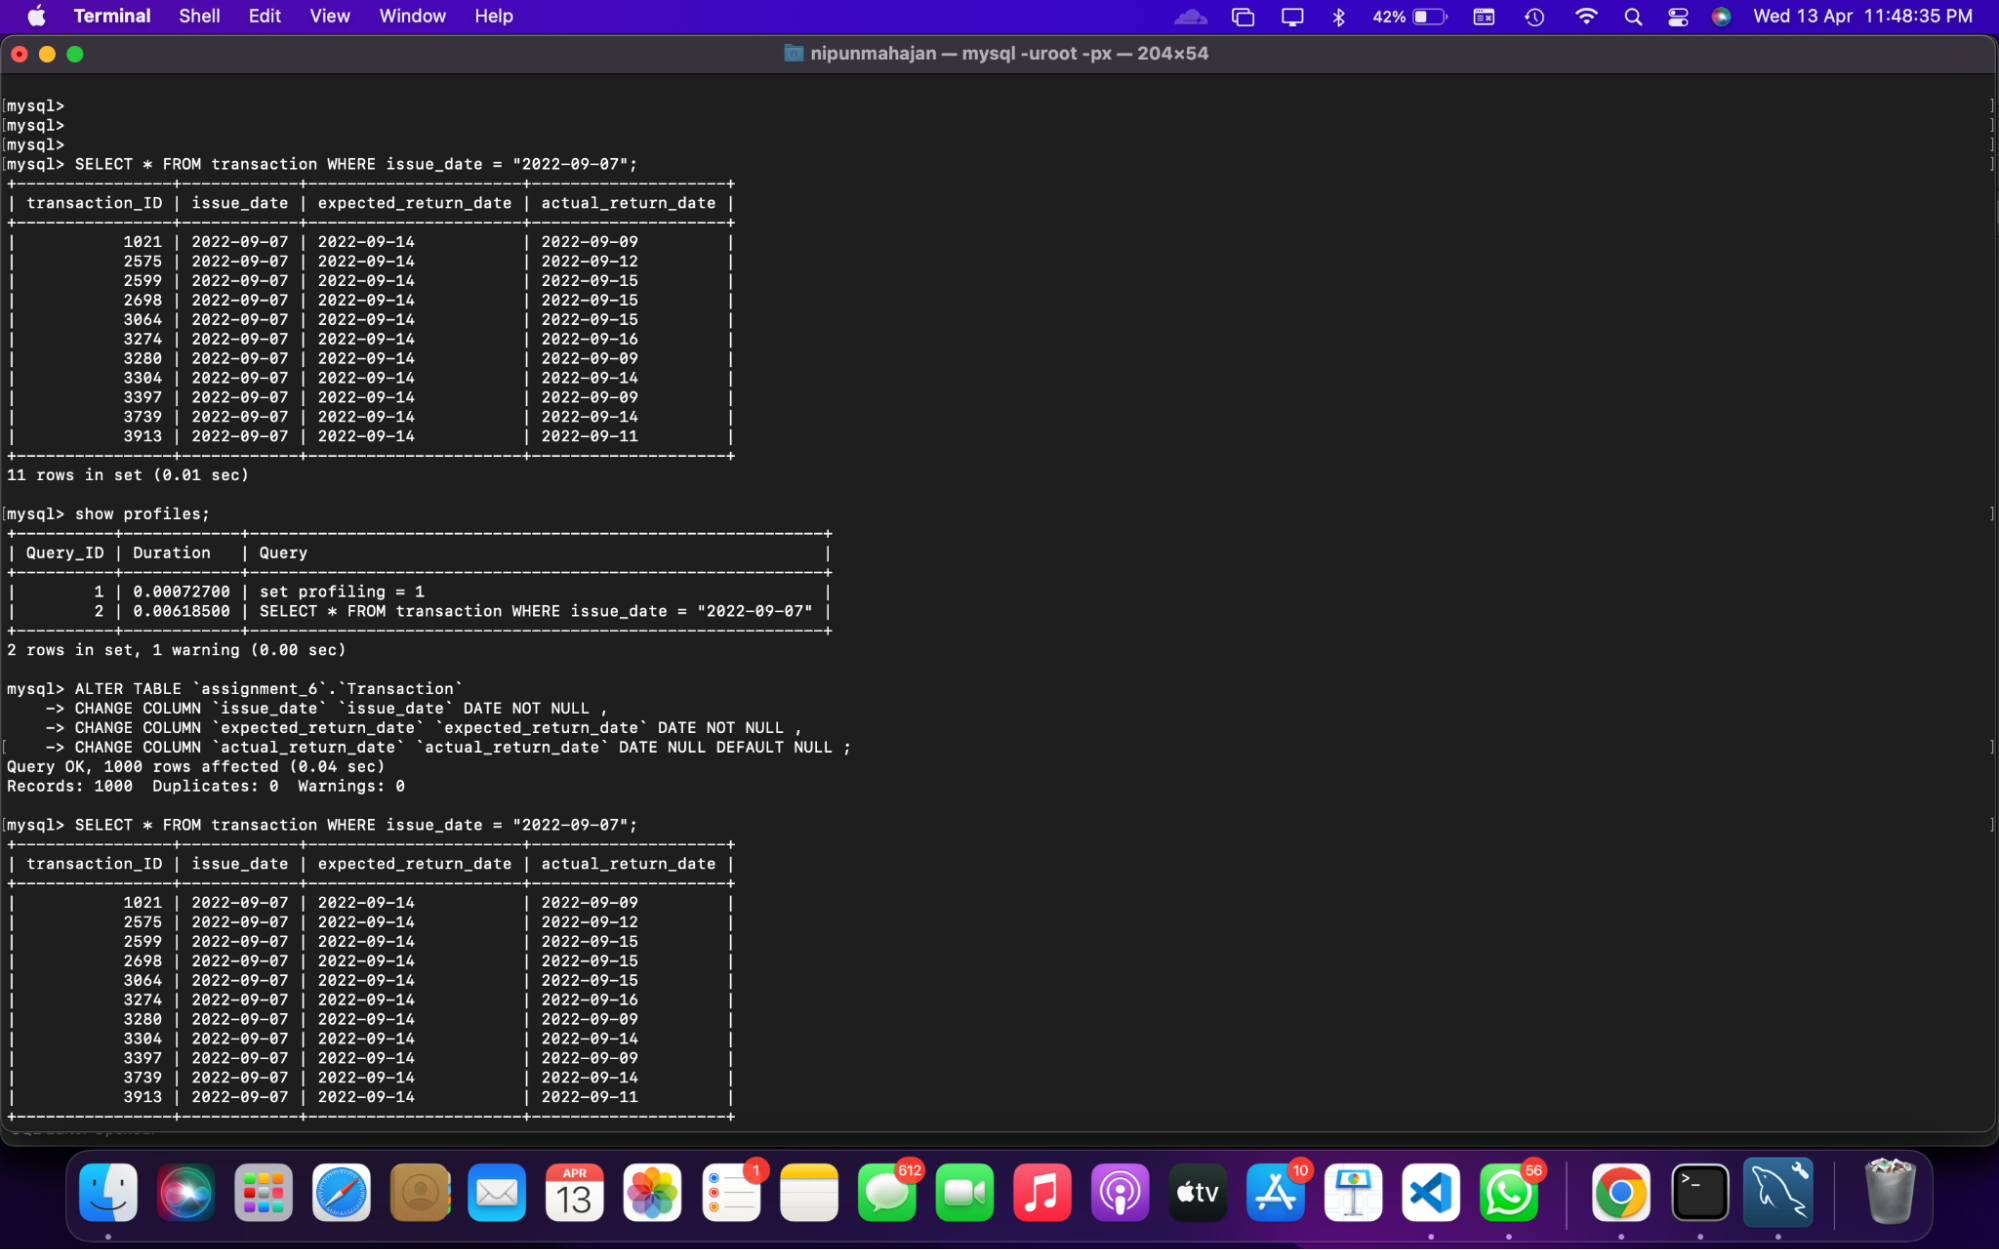 Terminal Shell Edit View Window Help 42% Wed 13 Apr 11:48:35 PM
nipunmahajan — mysql -uroot -px — 204×54
mysql>
mysql>
mysql>
mysql> SELECT * FROM transaction WHERE issue_date = "2022-09-07";
+----------------+------------+----------------------+--------------------+
| transaction_ID | issue_date | expected_return_date | actual_return_date |
+----------------+------------+----------------------+--------------------+
|           1021 | 2022-09-07 | 2022-09-14           | 2022-09-09         |
|           2575 | 2022-09-07 | 2022-09-14           | 2022-09-12         |
|           2599 | 2022-09-07 | 2022-09-14           | 2022-09-15         |
|           2698 | 2022-09-07 | 2022-09-14           | 2022-09-15         |
|           3064 | 2022-09-07 | 2022-09-14           | 2022-09-15         |
|           3274 | 2022-09-07 | 2022-09-14           | 2022-09-16         |
|           3280 | 2022-09-07 | 2022-09-14           | 2022-09-09         |
|           3304 | 2022-09-07 | 2022-09-14           | 2022-09-14         |
|           3397 | 2022-09-07 | 2022-09-14           | 2022-09-09         |
|           3739 | 2022-09-07 | 2022-09-14           | 2022-09-14         |
|           3913 | 2022-09-07 | 2022-09-14           | 2022-09-11         |
+----------------+------------+----------------------+--------------------+
11 rows in set (0.01 sec)
mysql> show profiles;
+----------+------------+-----------------------------------------------------------+
| Query_ID | Duration   | Query                                                     |
+----------+------------+-----------------------------------------------------------+
|        1 | 0.00072700 | set profiling = 1                                         |
|        2 | 0.00618500 | SELECT * FROM transaction WHERE issue_date = "2022-09-07" |
+----------+------------+-----------------------------------------------------------+
2 rows in set, 1 warning (0.00 sec)
mysql> ALTER TABLE `assignment_6`.`Transaction`
    -> CHANGE COLUMN `issue_date` `issue_date` DATE NOT NULL ,
    -> CHANGE COLUMN `expected_return_date` `expected_return_date` DATE NOT NULL ,
    -> CHANGE COLUMN `actual_return_date` `actual_return_date` DATE NULL DEFAULT NULL ;
Query OK, 1000 rows affected (0.04 sec)
Records: 1000  Duplicates: 0  Warnings: 0
mysql> SELECT * FROM transaction WHERE issue_date = "2022-09-07";
+----------------+------------+----------------------+--------------------+
| transaction_ID | issue_date | expected_return_date | actual_return_date |
+----------------+------------+----------------------+--------------------+
|           1021 | 2022-09-07 | 2022-09-14           | 2022-09-09         |
|           2575 | 2022-09-07 | 2022-09-14           | 2022-09-12         |
|           2599 | 2022-09-07 | 2022-09-14           | 2022-09-15         |
|           2698 | 2022-09-07 | 2022-09-14           | 2022-09-15         |
|           3064 | 2022-09-07 | 2022-09-14           | 2022-09-15         |
|           3274 | 2022-09-07 | 2022-09-14           | 2022-09-16         |
|           3280 | 2022-09-07 | 2022-09-14           | 2022-09-09         |
|           3304 | 2022-09-07 | 2022-09-14           | 2022-09-14         |
|           3397 | 2022-09-07 | 2022-09-14           | 2022-09-09         |
|           3739 | 2022-09-07 | 2022-09-14           | 2022-09-14         |
|           3913 | 2022-09-07 | 2022-09-14           | 2022-09-11         |
+----------------+------------+----------------------+--------------------+
APR 1 612 10 56
13 tv >_